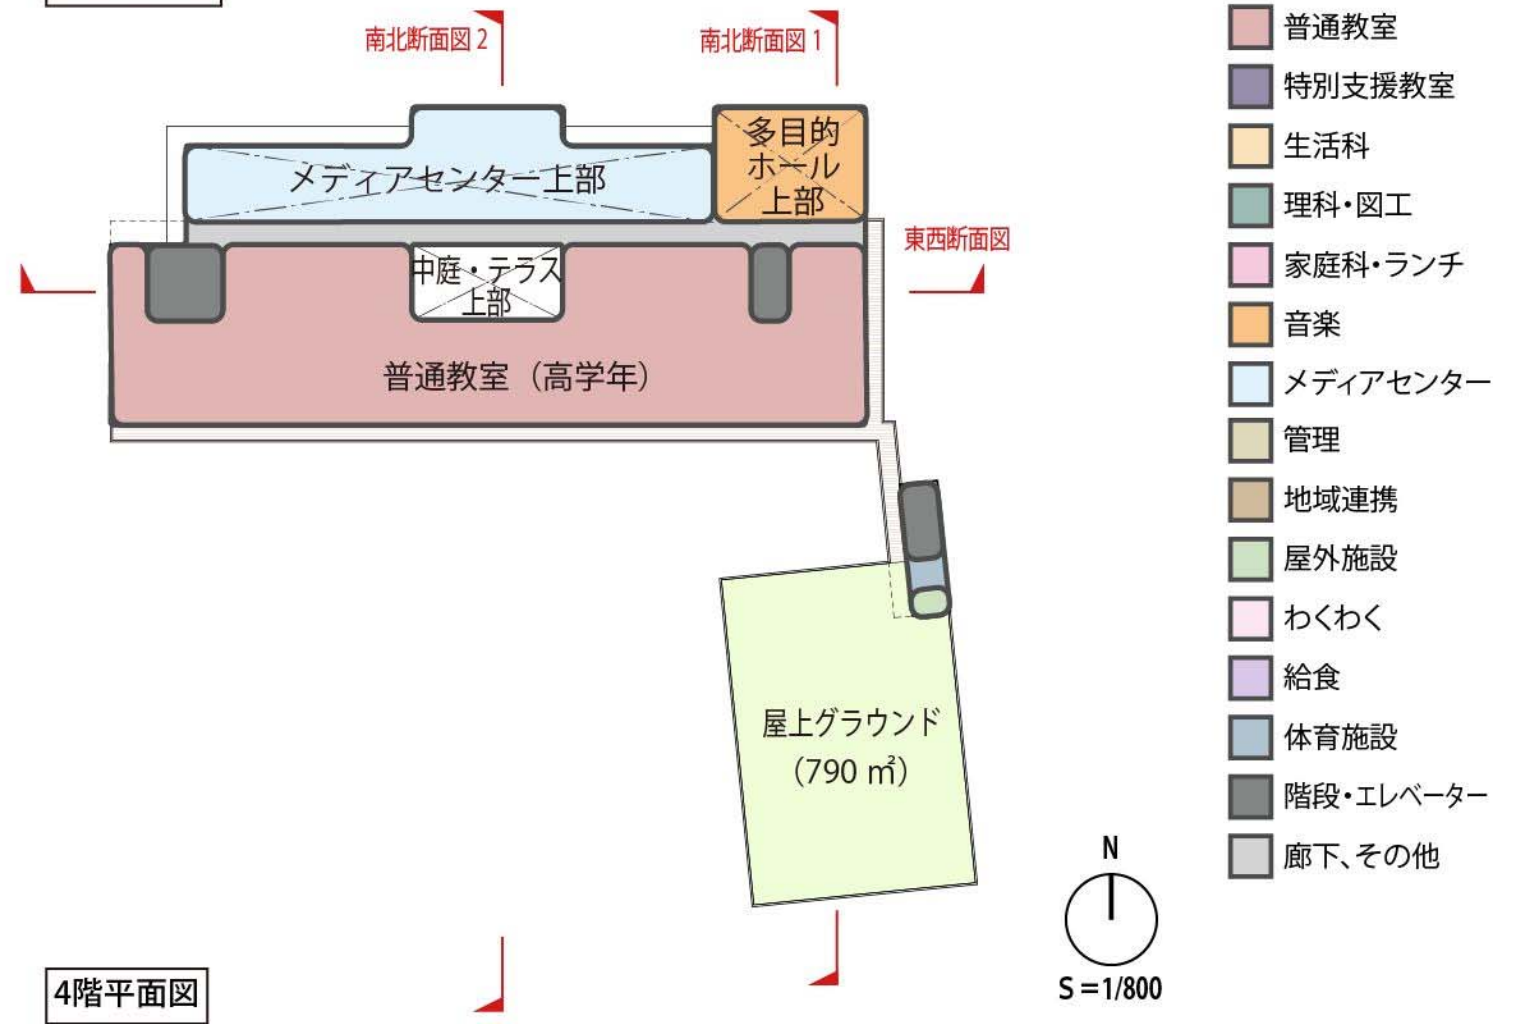 南北断面図 2
南北断面図 1
多目的
ホール
上部
メディアセンター上部
東西断面図
中庭・テラス
上部
普通教室（高学年）
屋上グラウンド
（790 ㎡）
N
S＝1/800
4階平面図
普通教室
特別支援教室
生活科
理科・図工
家庭科・ランチ
音楽
メディアセンター
管理
地域連携
屋外施設
わくわく
給食
体育施設
階段・エレベーター
廊下、その他